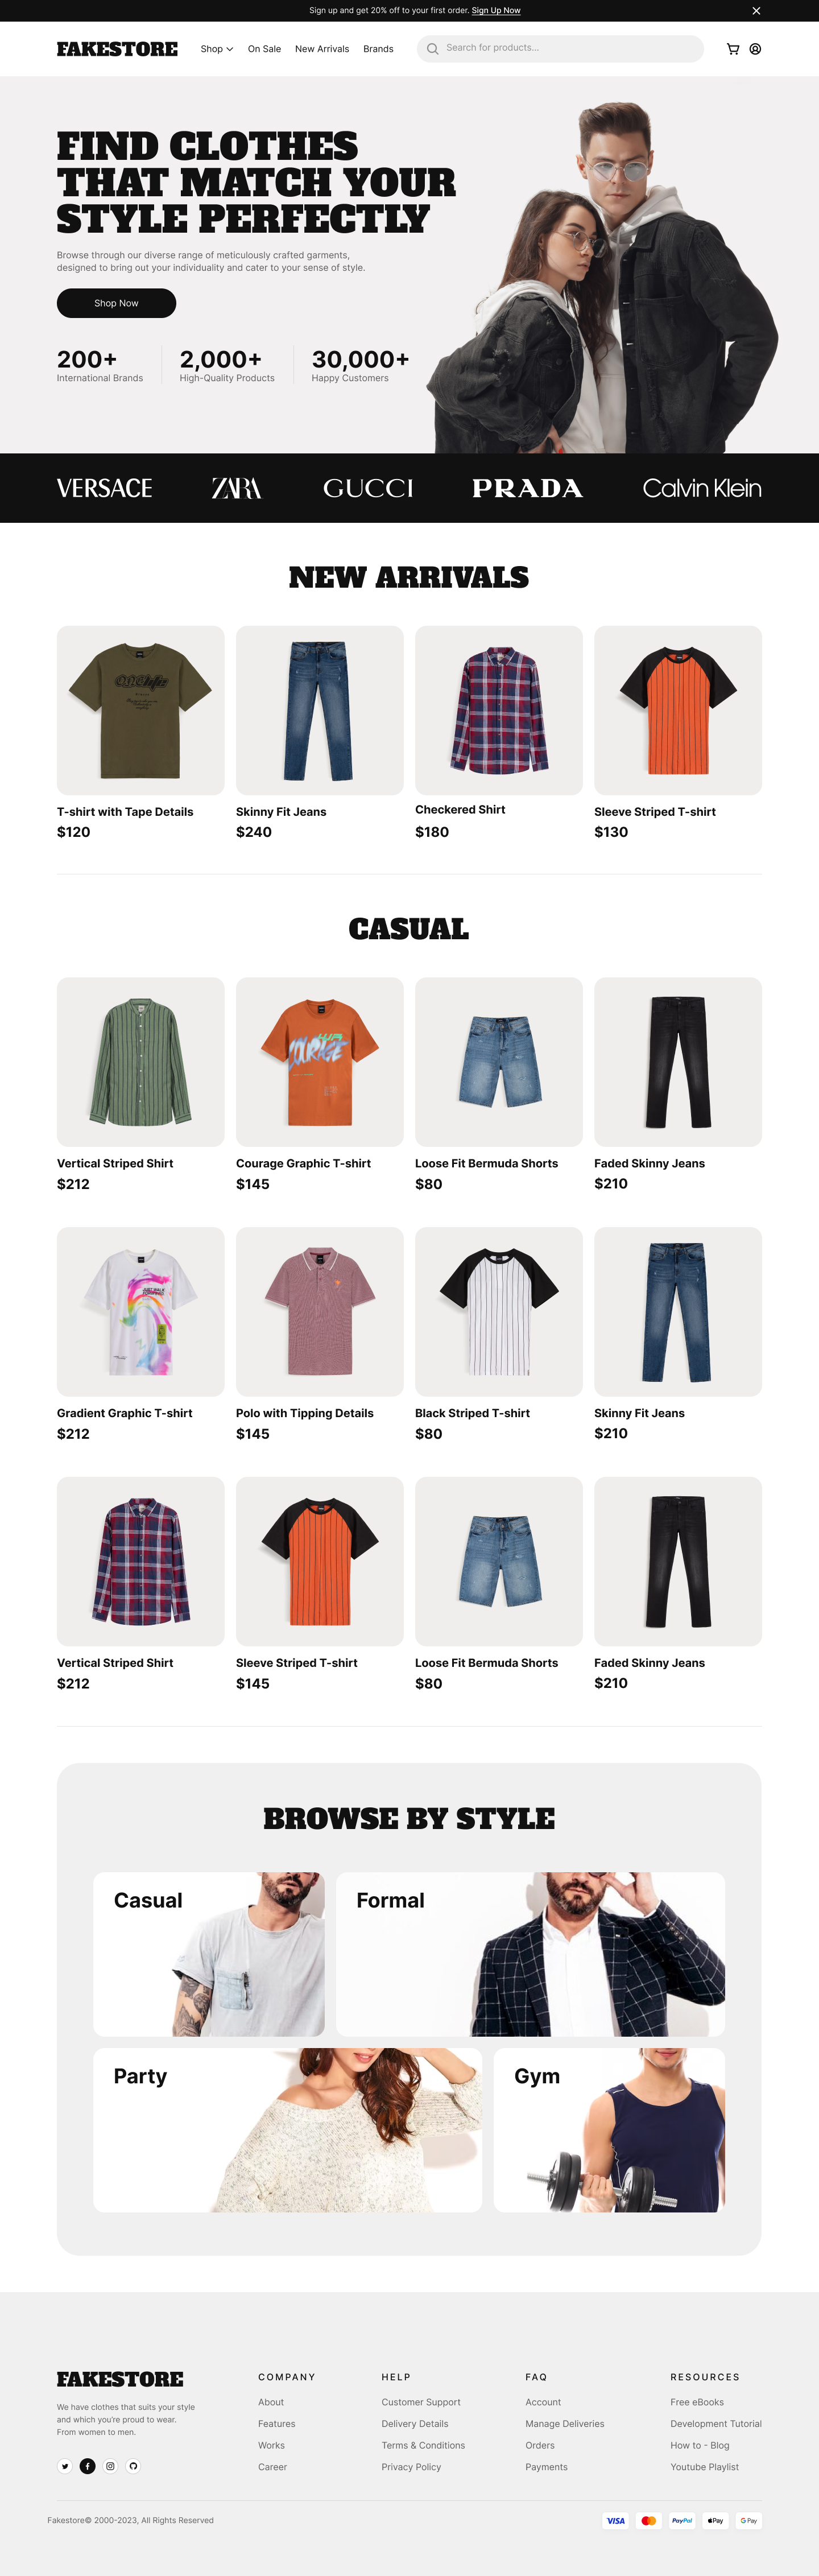 Sign up and get 20% off to your first order. Sign Up Now
FAKESTORE
Shop
On Sale
New Arrivals
Brands
Search for products...
FIND CLOTHES
THAT MATCH YOUR
STYLE PERFECTLY
Browse through our diverse range of meticulously crafted garments,
designed to bring out your individuality and cater to your sense of style.
Shop Now
200+
International Brands
2,000+
High-Quality Products
30,000+
Happy Customers
VERSACE
ZARA
GUCCI
PRADA
Calvin Klein
NEW ARRIVALS
T-shirt with Tape Details
$120
Skinny Fit Jeans
$240
Checkered Shirt
$180
Sleeve Striped T-shirt
$130
CASUAL
COURAGE
Vertical Striped Shirt
$212
Courage Graphic T-shirt
$145
Loose Fit Bermuda Shorts
$80
Faded Skinny Jeans
$210
Gradient Graphic T-shirt
$212
Polo with Tipping Details
$145
Black Striped T-shirt
$80
Skinny Fit Jeans
$210
Vertical Striped Shirt
$212
Sleeve Striped T-shirt
$145
Loose Fit Bermuda Shorts
$80
Faded Skinny Jeans
$210
BROWSE BY STYLE
Casual
Formal
Party
Gym
FAKESTORE
We have clothes that suits your style
and which you're proud to wear.
From women to men.
COMPANY
About
Features
Works
Career
HELP
Customer Support
Delivery Details
Terms & Conditions
Privacy Policy
FAQ
Account
Manage Deliveries
Orders
Payments
RESOURCES
Free eBooks
Development Tutorial
How to - Blog
Youtube Playlist
Fakestore© 2000-2023, All Rights Reserved
VISA
PayPal
Pay
G Pay